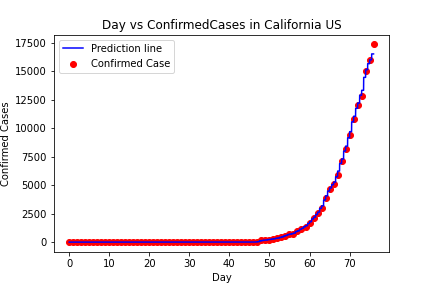 Day vs ConfirmedCases in California US
Prediction line
Confirmed Case
17500
15000
12500
10000
7500
5000
2500
0
Confirmed Cases
0 10 20 30 40 50 60 70
Day